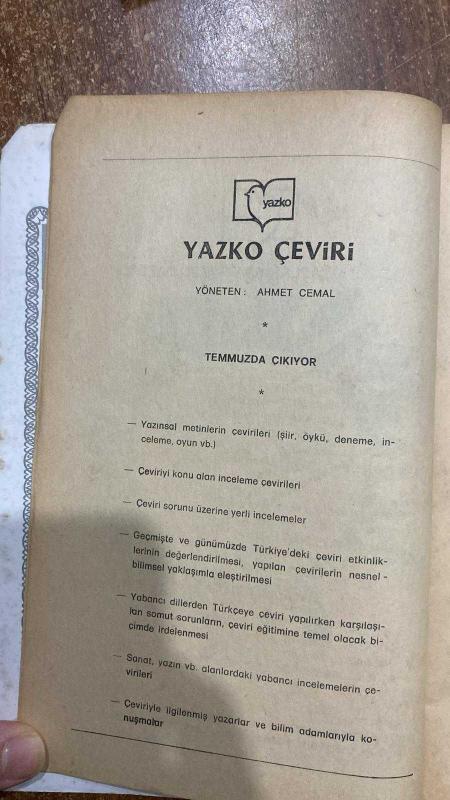 yazko
YAZKO ÇEVİRİ
YÖNETEN: AHMET CEMAL
*
TEMMUZDA ÇIKIYOR
*
— Yazınsal metinlerin çevirileri (şiir, öykü, deneme, in-
celeme, oyun vb.)
— Çeviriyi konu alan inceleme çevirileri
— Çeviri sorunu üzerine yerli incelemeler
— Geçmişte ve günümüzde Türkiye'deki çeviri etkinlik-
lerinin değerlendirilmesi, yapılan çevirilerin nesnel -
bilimsel yaklaşımla eleştirilmesi
— Yabancı dillerden Türkçeye çeviri yapılırken karşılaşı-
lan somut sorunların, çeviri eğitimine temel olacak bi-
çimde irdelenmesi
— Sanat, yazın vb. alanlardaki yabancı incelemelerin çe-
virileri
— Çeviriyle ilgilenmiş yazarlar ve bilim adamlarıyla ko-
nuşmalar